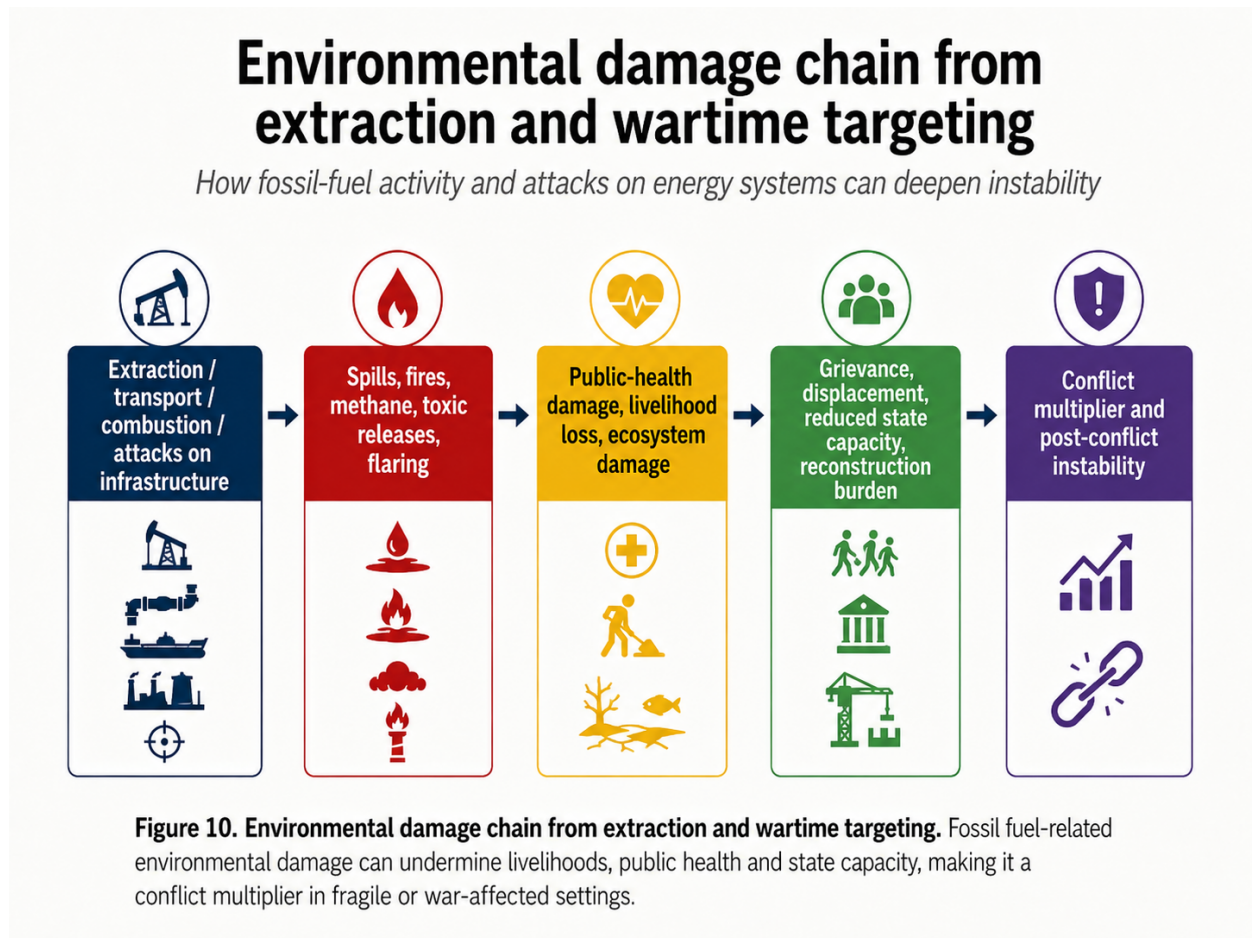 Environmental damage chain from
extraction and wartime targeting
How fossil-fuel activity and attacks on energy systems can deepen instability
Extraction /
transport /
combustion /
attacks on
infrastructure
Spills, fires,
methane, toxic
releases,
flaring
Public-health
damage, livelihood
loss, ecosystem
damage
Grievance,
displacement,
reduced state
capacity,
reconstruction
burden
Conflict
multiplier and
post-conflict
instability
Figure 10. Environmental damage chain from extraction and wartime targeting. Fossil fuel-related
environmental damage can undermine livelihoods, public health and state capacity, making it a
conflict multiplier in fragile or war-affected settings.